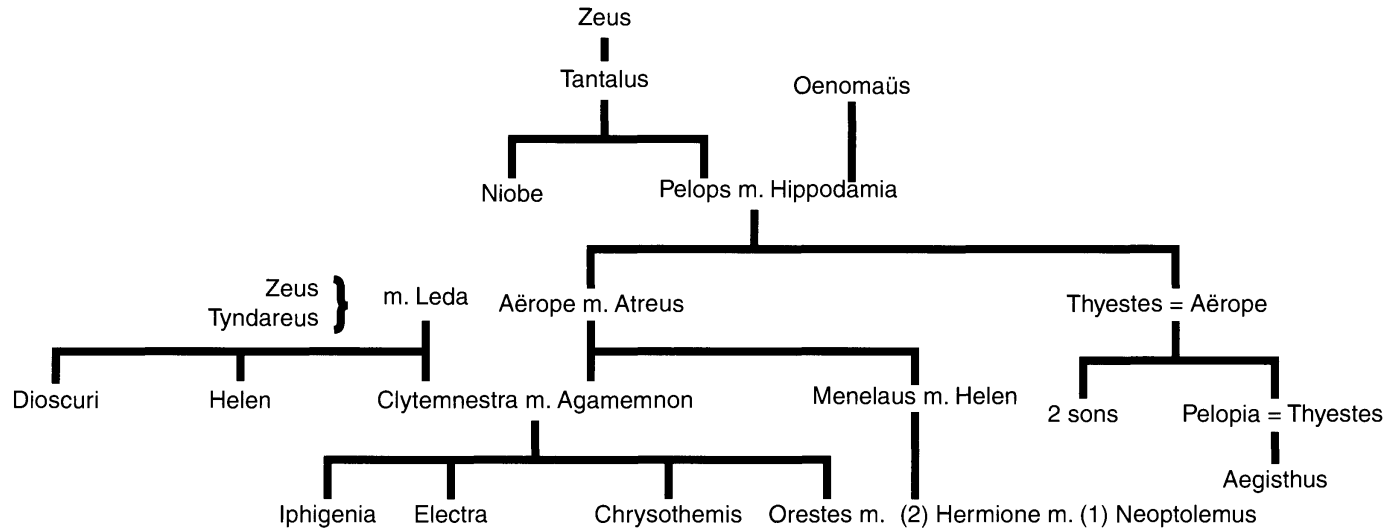 Zeus
Tantalus
Oenomaüs
Niobe
Pelops m. Hippodamia
Zeus
Tyndareus
} m. Leda
Aërope m. Atreus
Thyestes = Aërope
Dioscuri
Helen
Clytemnestra m. Agamemnon
Menelaus m. Helen
2 sons
Pelopia = Thyestes
Aegisthus
Iphigenia
Electra
Chrysothemis
Orestes m. (2) Hermione m. (1) Neoptolemus